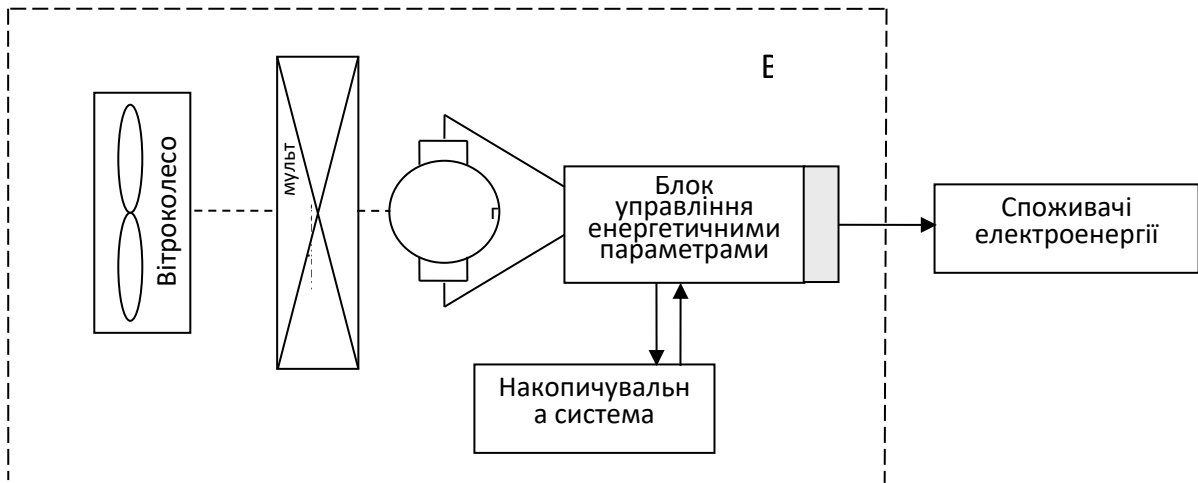 Вітроколесо
мульт
Г
Блок
управління
енергетичними
параметрами
Споживачі
електроенергії
Накопичувальн
а система